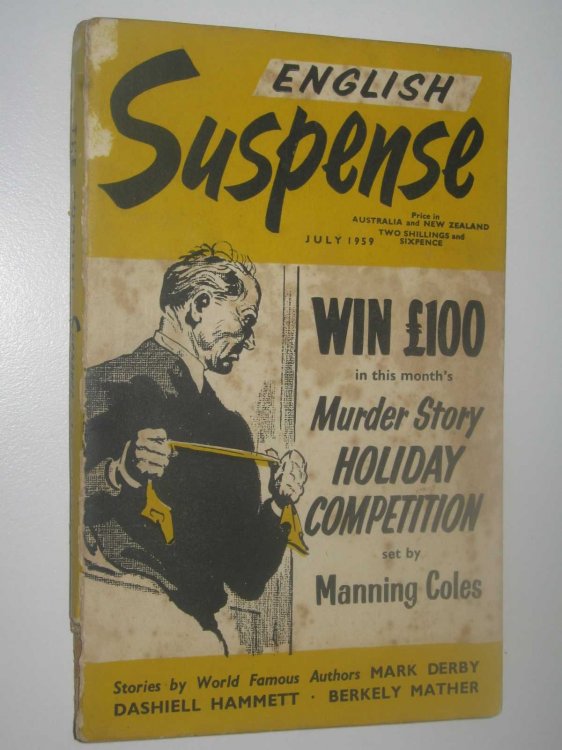 ENGLISH
Suspense
Price in
AUSTRALIA and NEW ZEALAND
TWO SHILLINGS and
SIXPENCE
JULY 1959
WIN £100
in this month's
Murder Story
HOLIDAY
COMPETITION
set by
Manning Coles
Stories by World Famous Authors MARK DERBY
DASHIELL HAMMETT · BERKELY MATHER